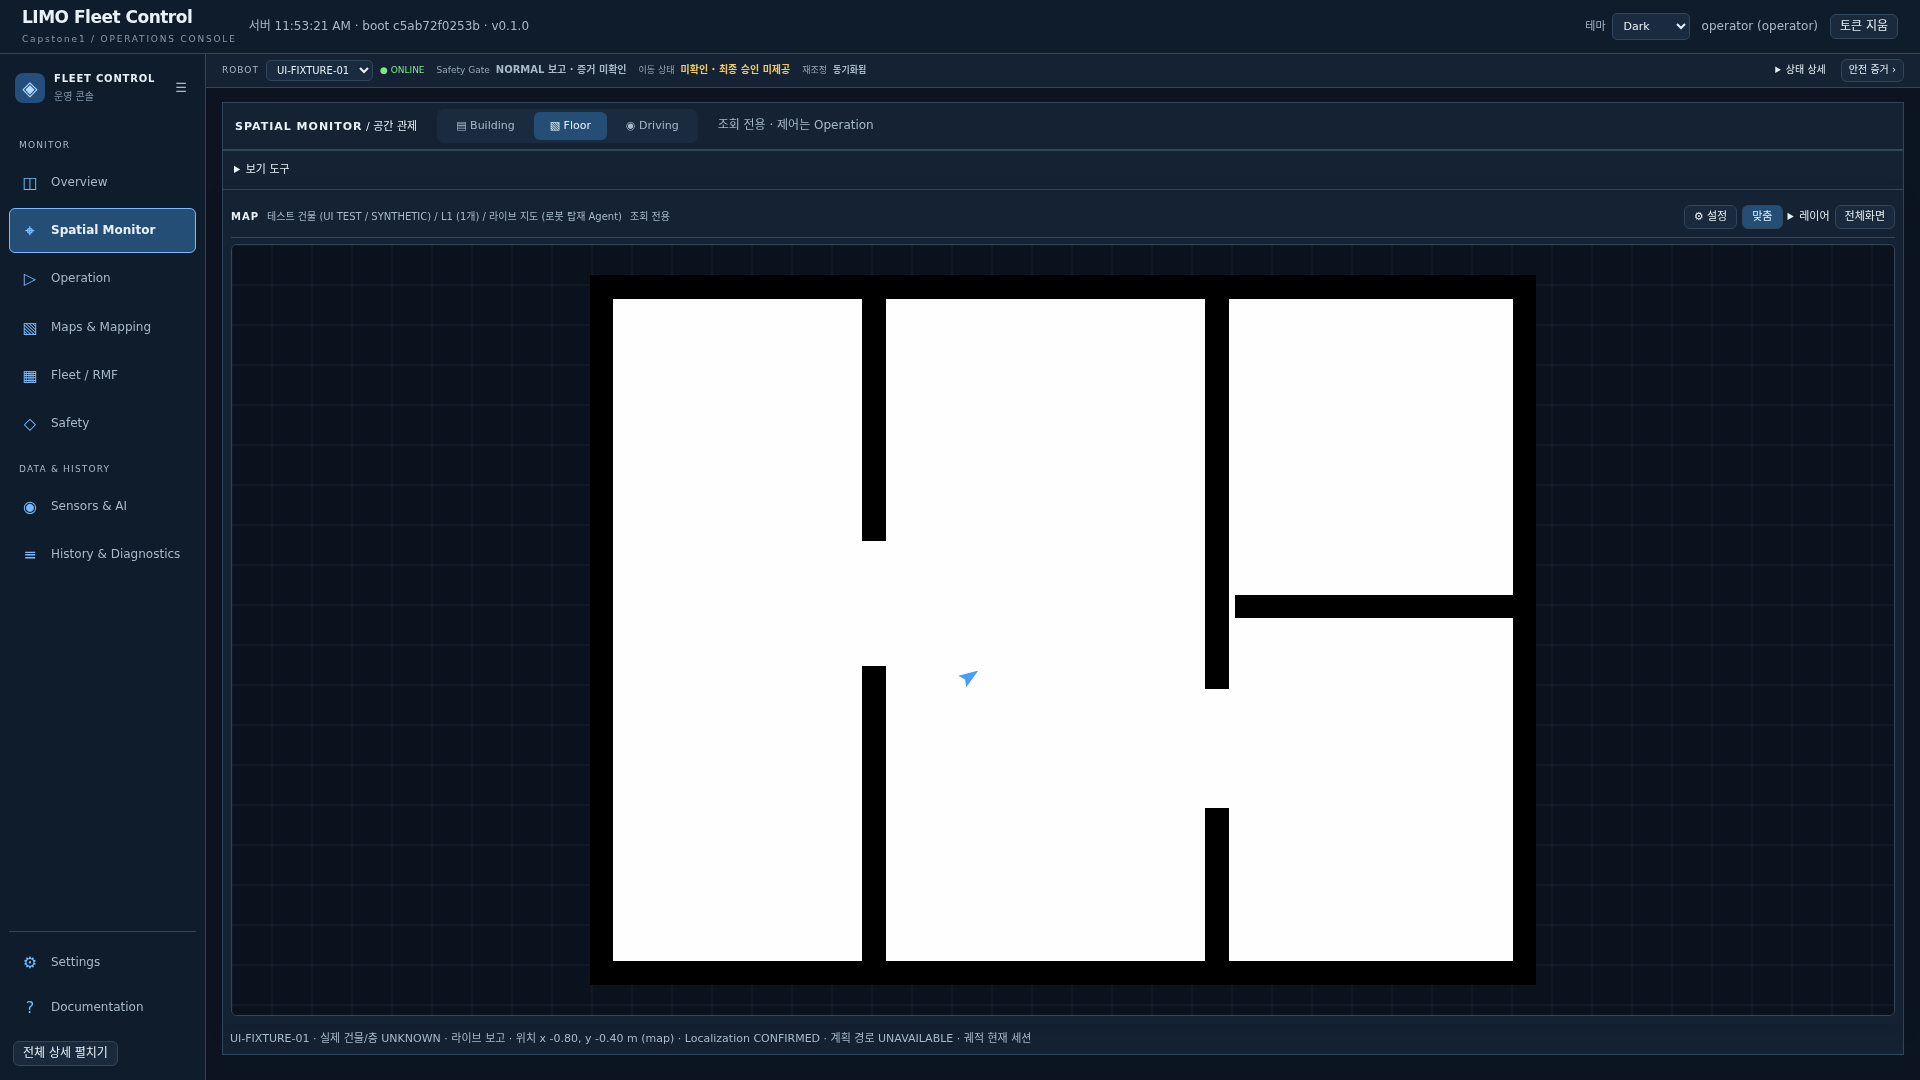 LIMO Fleet Control
Capstone1 / OPERATIONS CONSOLE
서버 11:53:21 AM · boot c5ab72f0253b · v0.1.0
테마 Dark operator (operator) 토큰 지움
FLEET CONTROL
운영 콘솔
MONITOR
Overview
Spatial Monitor
Operation
Maps & Mapping
Fleet / RMF
Safety
DATA & HISTORY
Sensors & AI
History & Diagnostics
Settings
Documentation
전체 상세 펼치기
ROBOT UI-FIXTURE-01 ● ONLINE Safety Gate NORMAL 보고 · 증거 미확인 이동 상태 미확인 · 최종 승인 미제공 재조정 동기화됨 ▶ 상태 상세 안전 증거 ›
SPATIAL MONITOR / 공간 관제 Building Floor Driving 조회 전용 · 제어는 Operation
▶ 보기 도구
MAP 테스트 건물 (UI TEST / SYNTHETIC) / L1 (1개) / 라이브 지도 (로봇 탑재 Agent) 조회 전용 ⚙ 설정 맞춤 ▶ 레이어 전체화면
UI-FIXTURE-01 · 실제 건물/층 UNKNOWN · 라이브 보고 · 위치 x -0.80, y -0.40 m (map) · Localization CONFIRMED · 계획 경로 UNAVAILABLE · 궤적 현재 세션